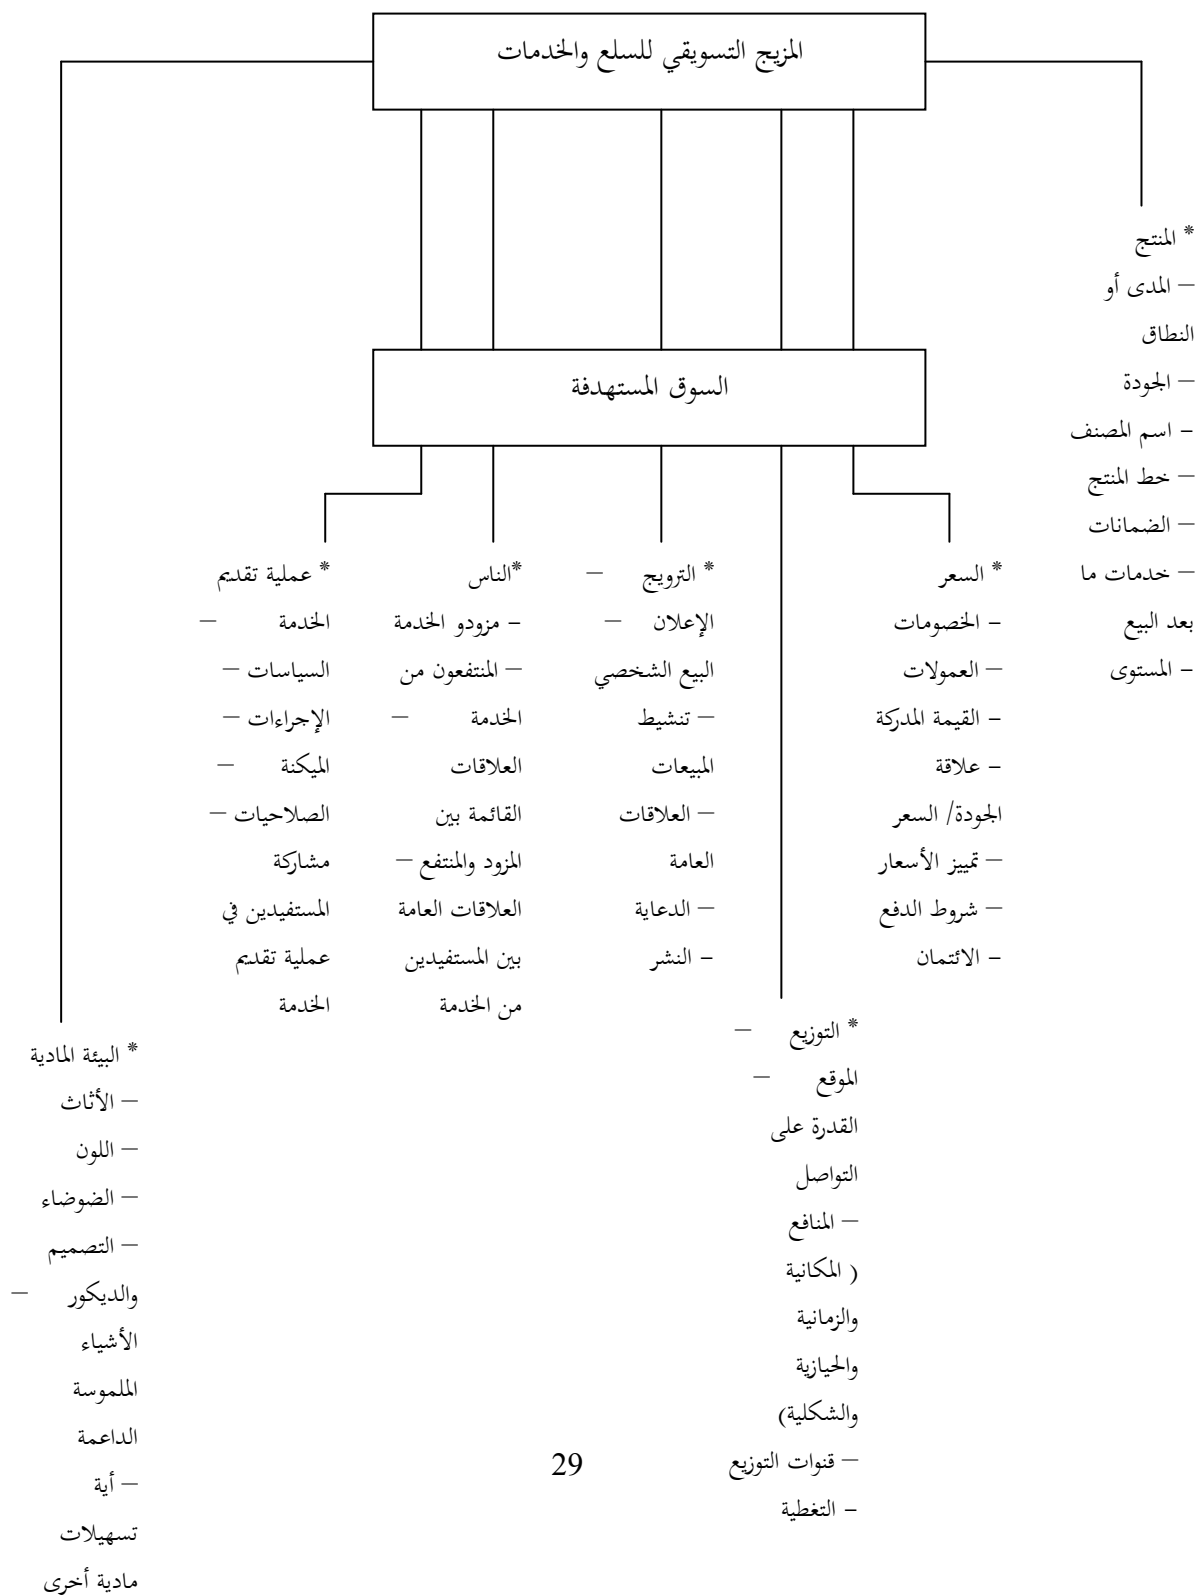 المزيج التسويقي للسلع والخدمات
السوق المستهدفة
* المنتج
– المدى أو
النطاق
– الجودة
– اسم المصنف
– خط المنتج
– الضمانات
– خدمات ما
بعد البيع
– المستوى
* السعر
– الخصومات
– العمولات
– القيمة المدركة
– علاقة
الجودة/ السعر
– تمييز الأسعار
– شروط الدفع
– الائتمان
* الترويج –
الإعلان –
البيع الشخصي
– تنشيط
المبيعات
– العلاقات
العامة
– الدعاية
– النشر
*الناس
– مزودو الخدمة
– المنتفعون من
الخدمة –
العلاقات
القائمة بين
المزود والمنتفع –
العلاقات العامة
بين المستفيدين
من الخدمة
* عملية تقديم
الخدمة –
السياسات –
الإجراءات –
الميكنة –
الصلاحيات –
مشاركة
المستفيدين في
عملية تقديم
الخدمة
* التوزيع –
الموقع –
القدرة على
التواصل
– المنافع
( المكانية
والزمانية
والحيازية
والشكلية)
– قنوات التوزيع
– التغطية
* البيئة المادية
– الأثاث
– اللون
– الضوضاء
– التصميم
والديكور –
الأشياء
الملموسة
الداعمة
– أية
تسهيلات
مادية أخرى
29